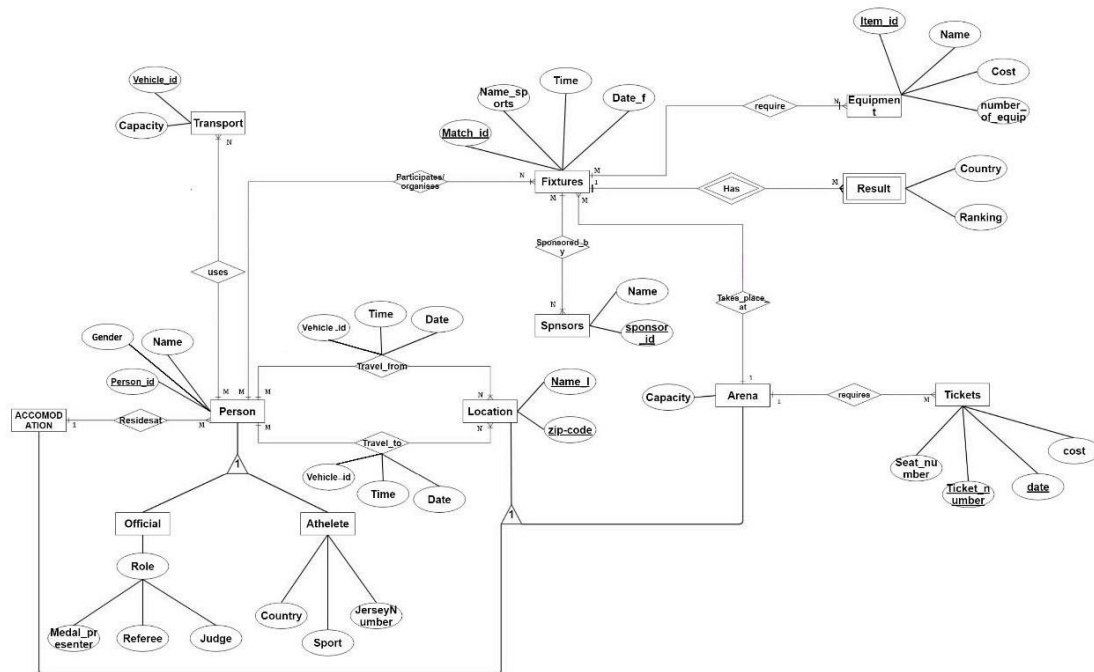 Item_id
Name
Cost
number_
of_equip
Equipmen
t
Time
Name_sp
orts
Date_f
Match_id
require
N
M
Vehicle_id
Capacity
Transport
N
Participates/
organises
N
Fixtures
M
1
M
M
Has
M
Result
Country
Ranking
uses
Sponsored_b
y
N
Spnsors
Name
sponsor
_id
Takes_place_
at
1
Gender
Name
Person_id
M
M
Vehicle_id
Time
Date
Travel_from
M
N
ACCOMOD
ATION
1
Residesat
M
Person
M
Location
N
Name_l
zip-code
Travel_to
Vehicle_id
Time
Date
Capacity
Arena
1
requirea
M
Tickets
Seat_nu
mber
Ticket_n
umber
date
cost
1
1
Official
Athelete
Role
Medal_pr
esenter
Referee
Judge
Country
Sport
JerseyN
umber